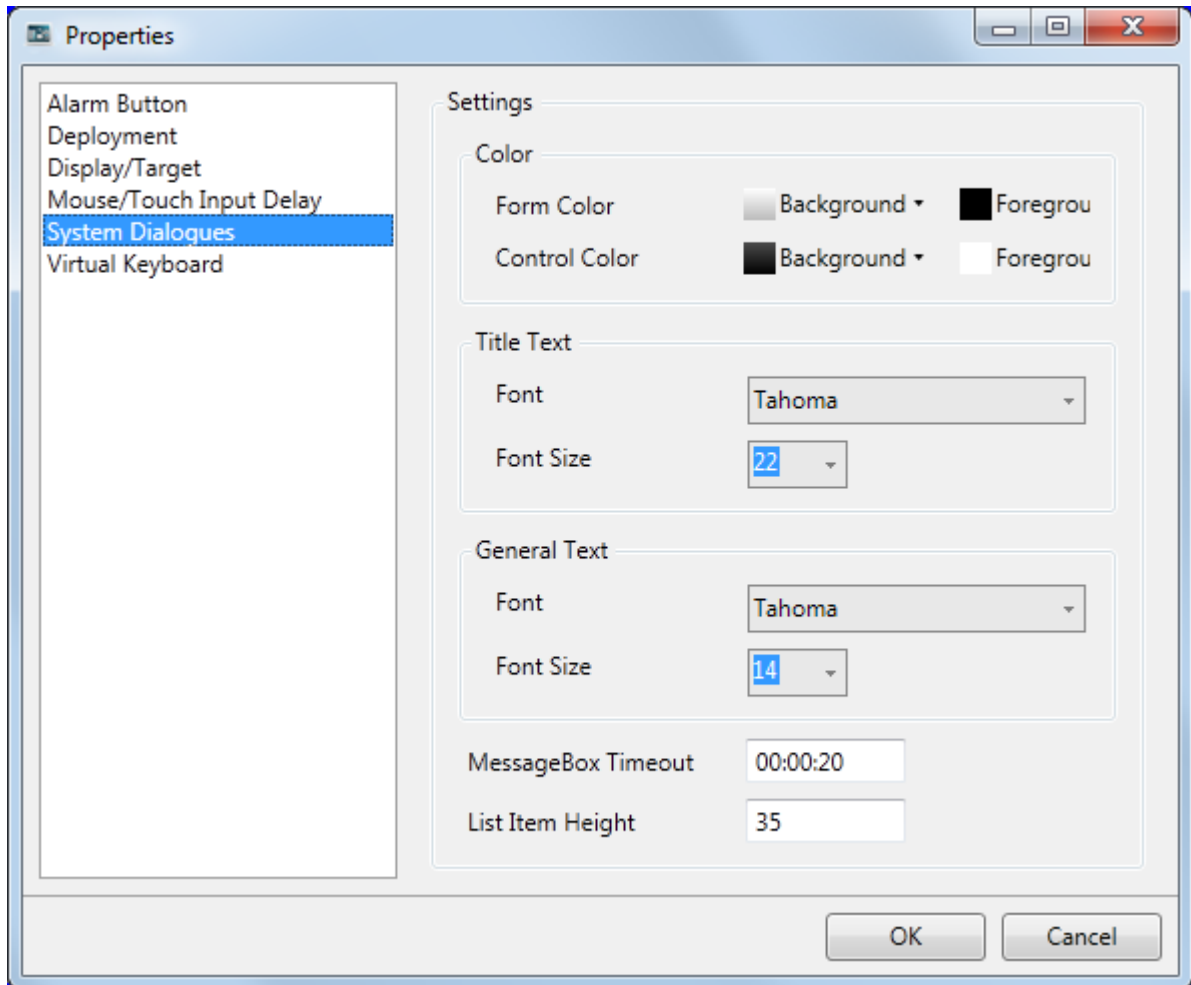 Properties
Alarm Button
Deployment
Display/Target
Mouse/Touch Input Delay
System Dialogues
Virtual Keyboard
Settings
Color
Form Color Background Foregrou
Control Color Background Foregrou
Title Text
Font Tahoma
Font Size 22
General Text
Font Tahoma
Font Size 14
MessageBox Timeout 00:00:20
List Item Height 35
OK Cancel